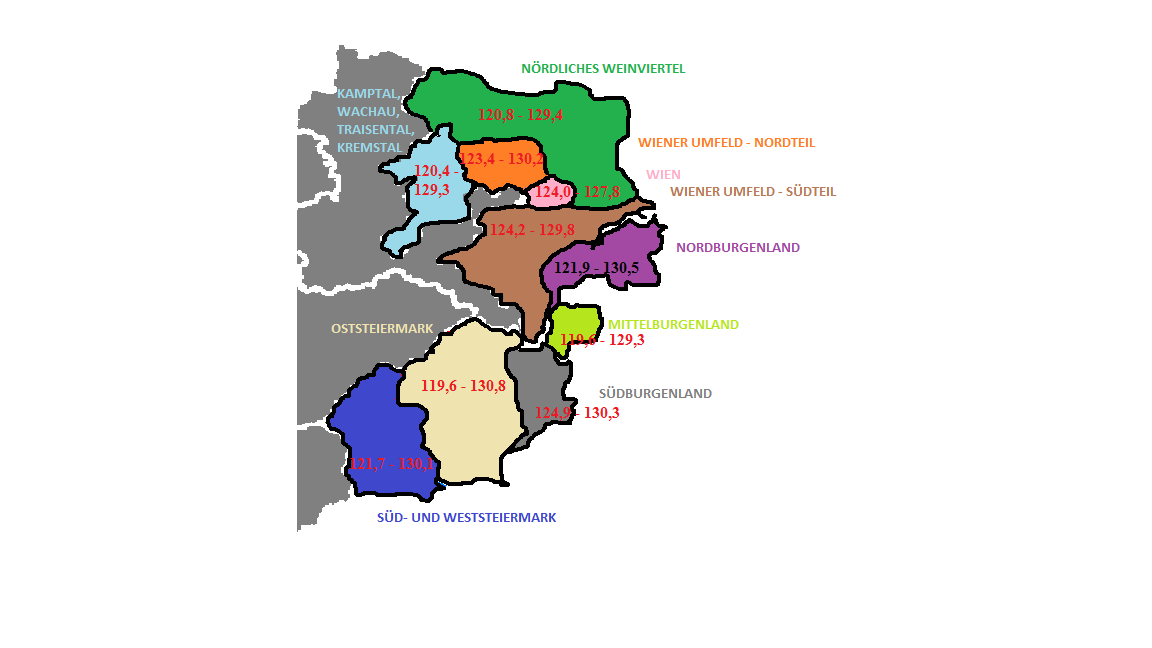 NÖRDLICHES WEINVIERTEL
KAMPTAL,
WACHAU,
TRAISENTAL,
KREMSTAL
120,8 - 129,4
WIENER UMFELD - NORDTEIL
123,4 - 130,2
120,4 -
129,3
WIEN
124,0
127,8
WIENER UMFELD - SÜDTEIL
124,2 - 129,8
NORDBURGENLAND
121,9 - 130,5
OSTSTEIERMARK
MITTELBURGENLAND
119,6 - 129,3
119,6 - 130,8
SÜDBURGENLAND
124,9 - 130,3
121,7 - 130,1
SÜD- UND WESTSTEIERMARK